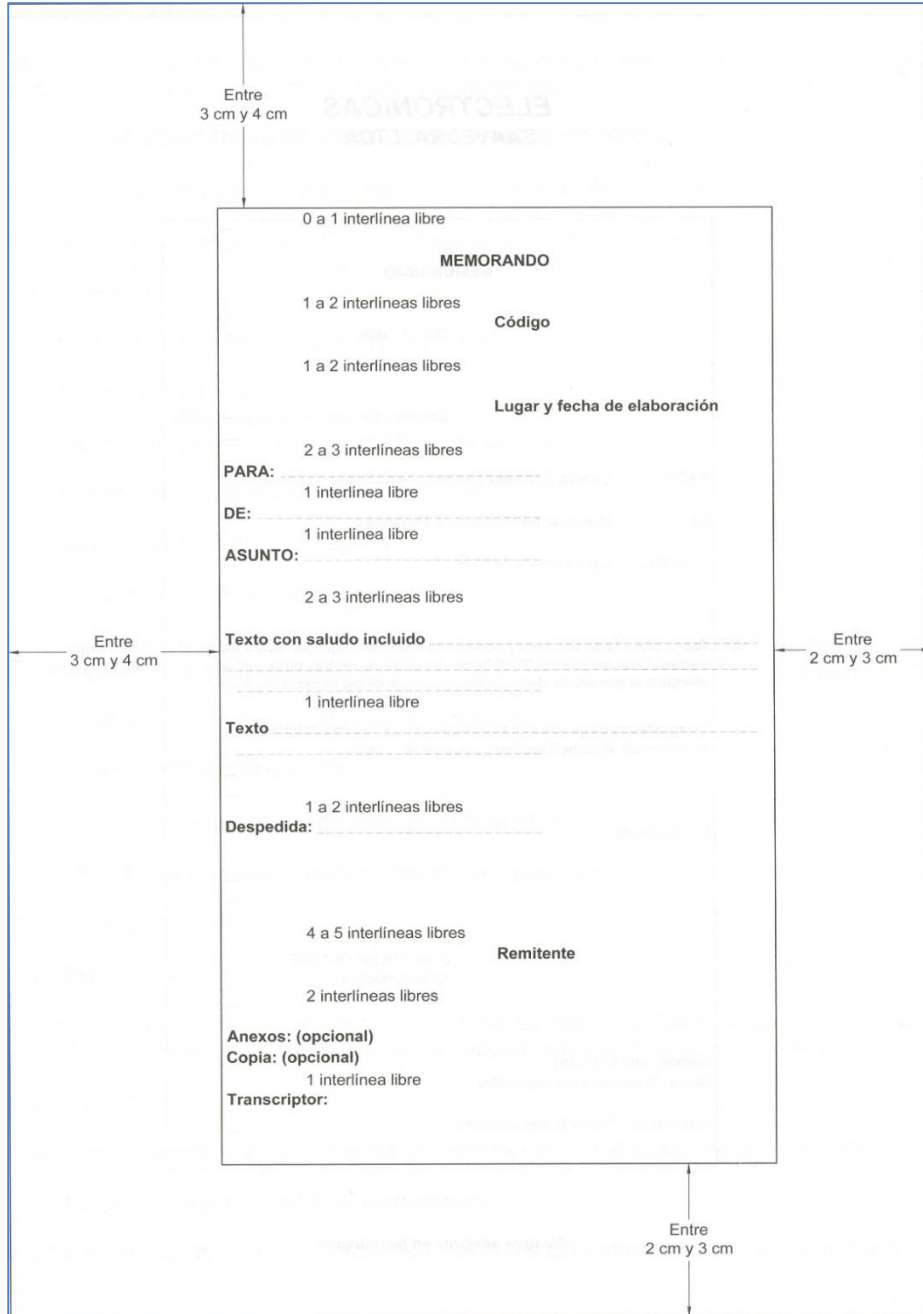 Entre
3 cm y 4 cm
0 a 1 interlínea libre
MEMORANDO
1 a 2 interlíneas libres
Código
1 a 2 interlíneas libres
Lugar y fecha de elaboración
2 a 3 interlíneas libres
PARA:
1 interlínea libre
DE:
1 interlínea libre
ASUNTO:
2 a 3 interlíneas libres
Texto con saludo incluido
Entre
3 cm y 4 cm
Entre
2 cm y 3 cm
1 interlínea libre
Texto
1 a 2 interlíneas libres
Despedida:
4 a 5 interlíneas libres
Remitente
2 interlíneas libres
Anexos: (opcional)
Copia: (opcional)
1 interlínea libre
Transcriptor:
Entre
2 cm y 3 cm